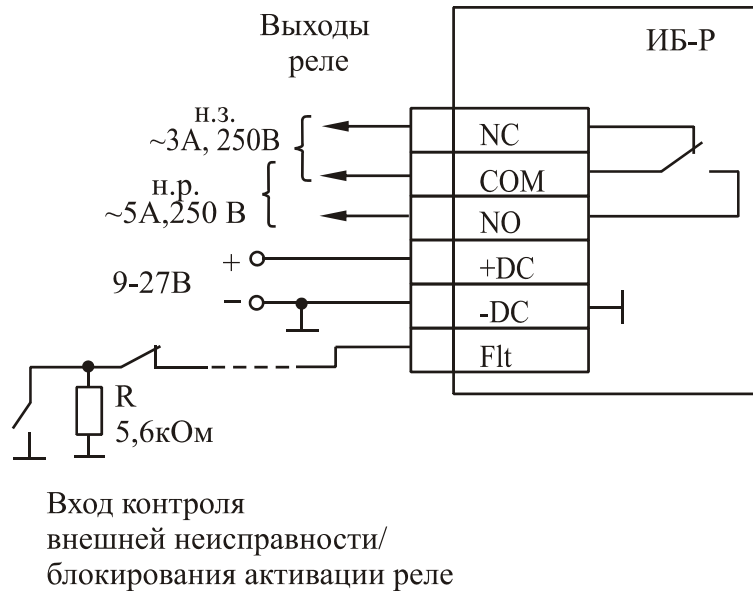 Выходы
реле
ИБ-Р
н.з.
~3А, 250В
н.р.
~5А,250 В
NC
COM
NO
+DC
-DC
Flt
+
9-27В
−
R
5,6кОм
Вход контроля
внешней неисправности/
блокирования активации реле